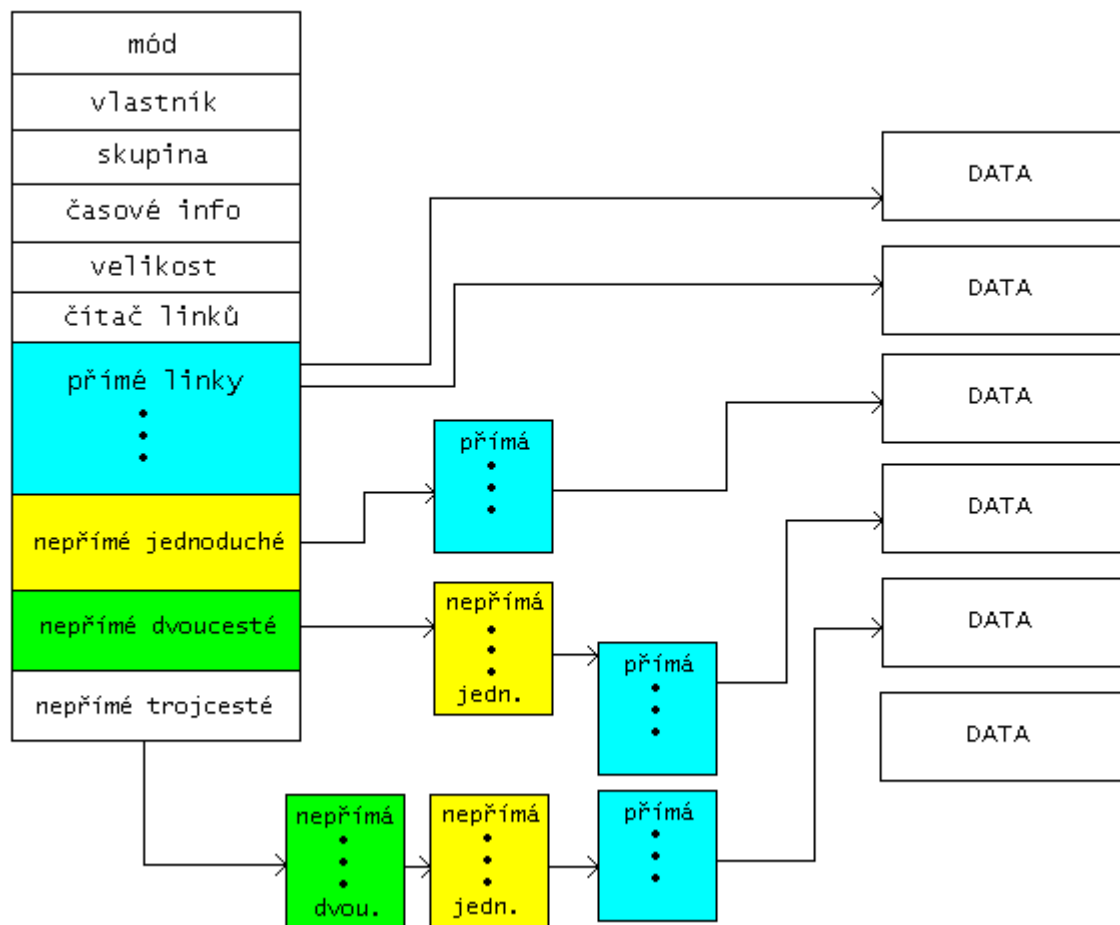 mód
vlastník
skupina
časové info
velikost
čítač linků
přímé linky
nepřímé jednoduché
nepřímé dvoucesté
nepřímé trojcesté
přímá
nepřímá
jedn.
přímá
nepřímá
dvou.
nepřímá
jedn.
přímá
DATA
DATA
DATA
DATA
DATA
DATA